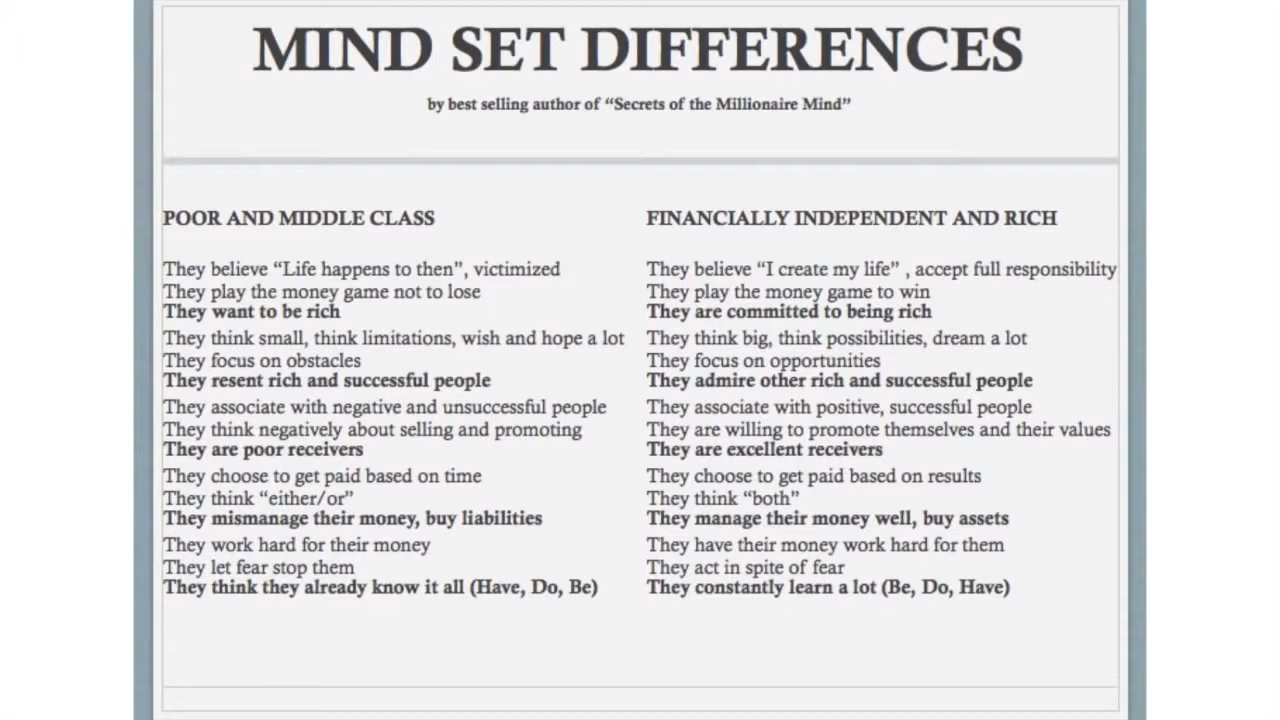 MIND SET DIFFERENCES
by best selling author of “Secrets of the Millionaire Mind”
POOR AND MIDDLE CLASS
They believe “Life happens to then”, victimized
They play the money game not to lose
They want to be rich
They think small, think limitations, wish and hope a lot
They focus on obstacles
They resent rich and successful people
They associate with negative and unsuccessful people
They think negatively about selling and promoting
They are poor receivers
They choose to get paid based on time
They think “either/or”
They mismanage their money, buy liabilities
They work hard for their money
They let fear stop them
They think they already know it all (Have, Do, Be)
FINANCIALLY INDEPENDENT AND RICH
They believe “I create my life” , accept full responsibility
They play the money game to win
They are committed to being rich
They think big, think possibilities, dream a lot
They focus on opportunities
They admire other rich and successful people
They associate with positive, successful people
They are willing to promote themselves and their values
They are excellent receivers
They choose to get paid based on results
They think “both”
They manage their money well, buy assets
They have their money work hard for them
They act in spite of fear
They constantly learn a lot (Be, Do, Have)